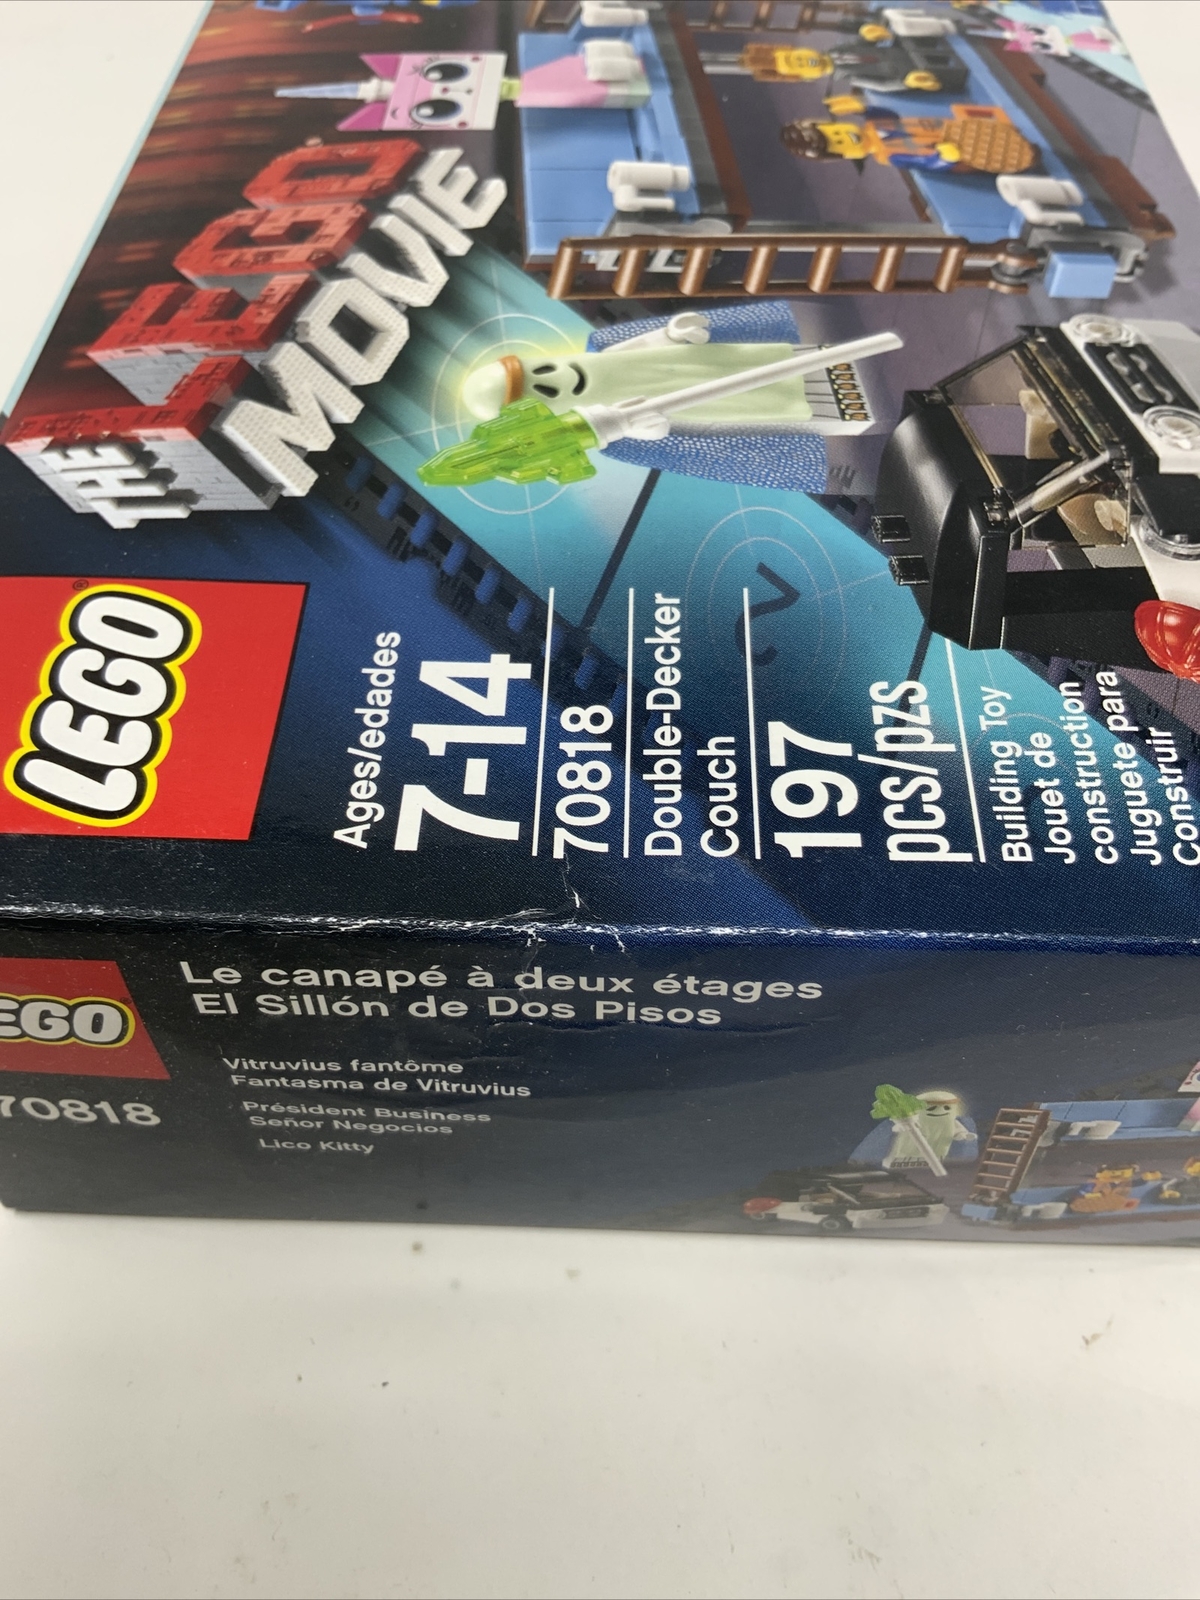 THE
LEGO
MOVIE
LEGO®
Ages/edades
7-14
70818
Double-Decker
Couch
197
pcs/pzs
Building Toy
Jouet de
construction
Juguete para
Construir
EGO
70818
Le canapé à deux étages
El Sillón de Dos Pisos
Vitruvius fantôme
Fantasma de Vitruvius
Président Business
Señor Negocios
Lico Kitty